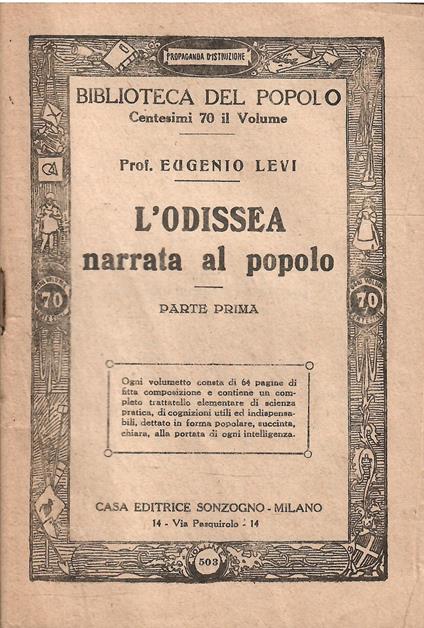 PROPAGANDA D'ISTRUZIONE
BIBLIOTECA DEL POPOLO
Centesimi 70 il Volume
Prof. EUGENIO LEVI
L'ODISSEA
narrata al popolo
PARTE PRIMA
70
70
Ogni volumetto consta di 64 pagine di
fitta composizione e contiene un com-
pleto trattatello elementare di scienza
pratica, di cognizioni utili ed indispensa-
bili, dettato in forma popolare, succinta,
chiara, alla portata di ogni intelligenza.
CASA EDITRICE SONZOGNO - MILANO
14 - Via Pasquirolo - 14
VOLUME
503